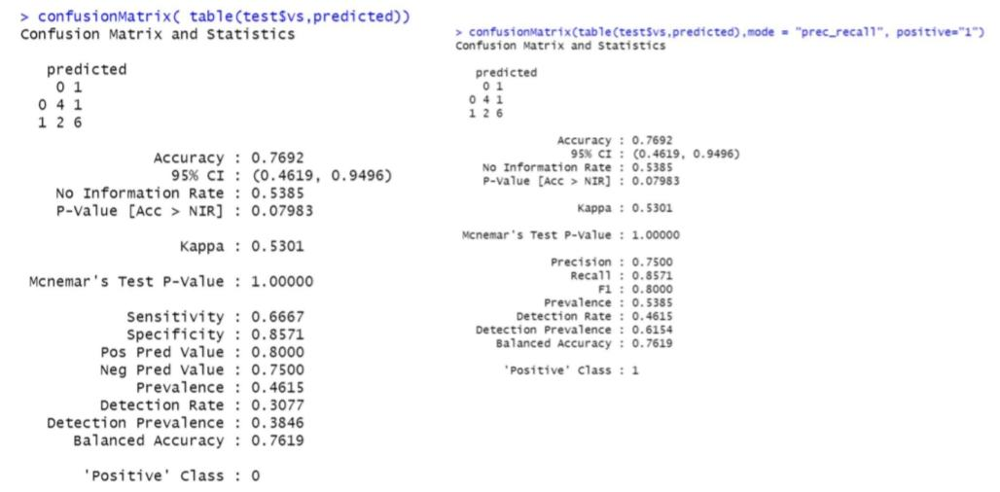 > confusionMatrix( table(test$vs,predicted))
Confusion Matrix and Statistics
predicted
0 1
0 4 1
1 2 6
Accuracy : 0.7692
95% CI : (0.4619, 0.9496)
No Information Rate : 0.5385
P-Value [Acc > NIR] : 0.07983
Kappa : 0.5301
Mcnemar's Test P-Value : 1.00000
Sensitivity : 0.6667
Specificity : 0.8571
Pos Pred Value : 0.8000
Neg Pred Value : 0.7500
Prevalence : 0.4615
Detection Rate : 0.3077
Detection Prevalence : 0.3846
Balanced Accuracy : 0.7619
'Positive' Class : 0
> confusionMatrix(table(test$vs,predicted),mode = "prec_recall", positive="1")
Confusion Matrix and Statistics
predicted
0 1
0 4 1
1 2 6
Accuracy : 0.7692
95% CI : (0.4619, 0.9496)
No Information Rate : 0.5385
P-Value [Acc > NIR] : 0.07983
Kappa : 0.5301
Mcnemar's Test P-Value : 1.00000
Precision : 0.7500
Recall : 0.8571
F1 : 0.8000
Prevalence : 0.5385
Detection Rate : 0.4615
Detection Prevalence : 0.6154
Balanced Accuracy : 0.7619
'Positive' Class : 1